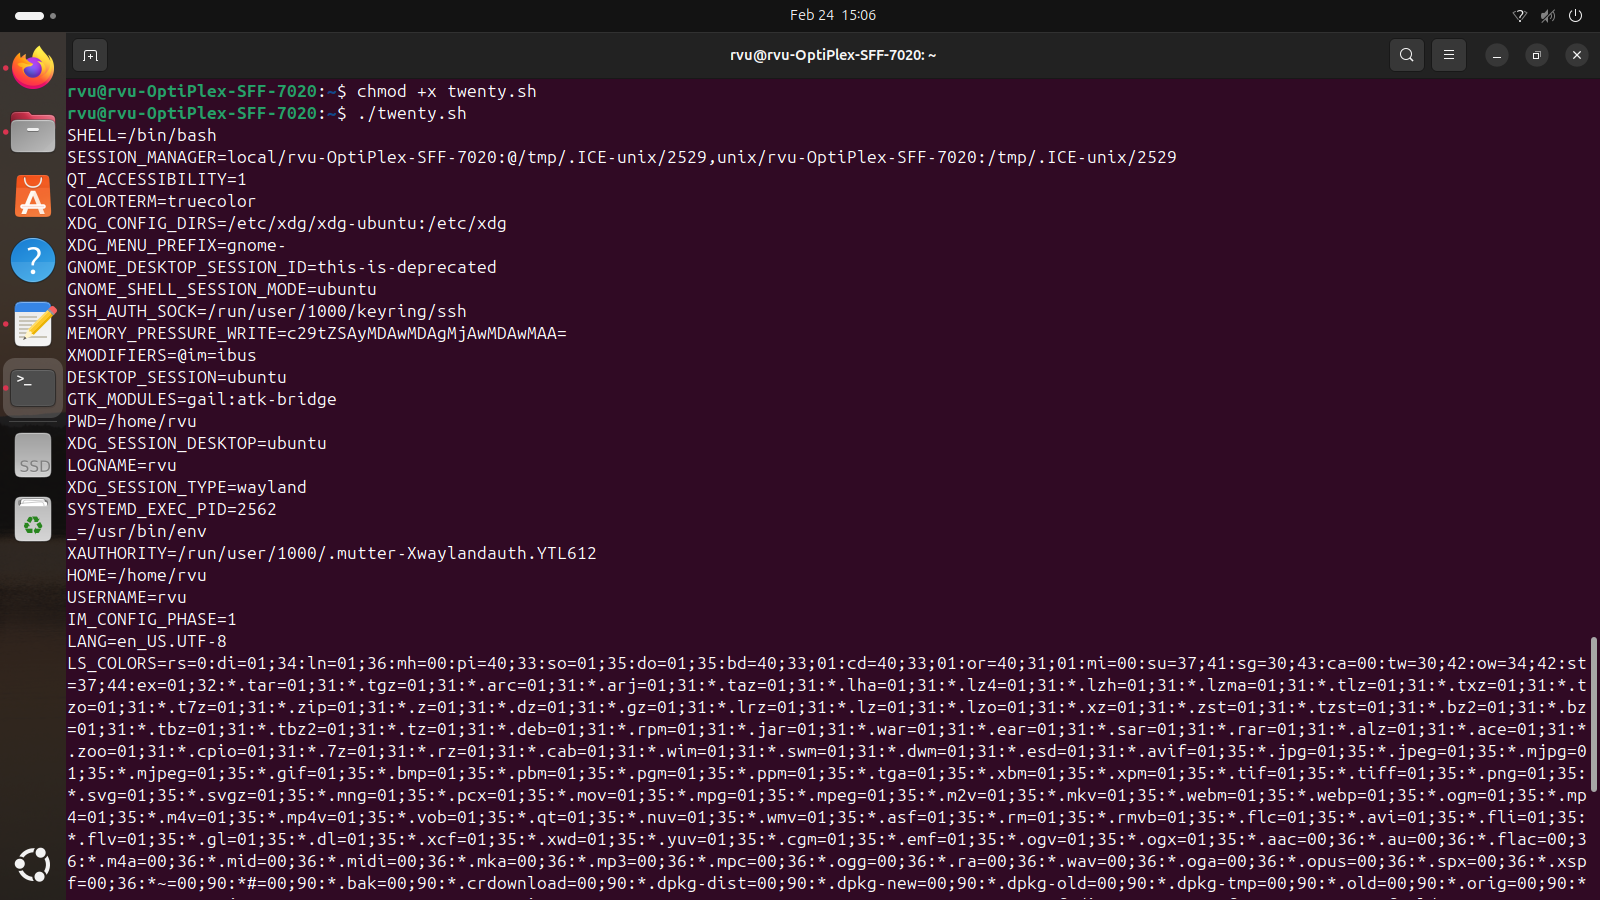 Feb 24 15:06
rvu@rvu-OptiPlex-SFF-7020: ~
rvu@rvu-OptiPlex-SFF-7020:~$ chmod +x twenty.sh
rvu@rvu-OptiPlex-SFF-7020:~$ ./twenty.sh
SHELL=/bin/bash
SESSION_MANAGER=local/rvu-OptiPlex-SFF-7020:@/tmp/.ICE-unix/2529,unix/rvu-OptiPlex-SFF-7020:/tmp/.ICE-unix/2529
QT_ACCESSIBILITY=1
COLORTERM=truecolor
XDG_CONFIG_DIRS=/etc/xdg/xdg-ubuntu:/etc/xdg
XDG_MENU_PREFIX=gnome-
GNOME_DESKTOP_SESSION_ID=this-is-deprecated
GNOME_SHELL_SESSION_MODE=ubuntu
SSH_AUTH_SOCK=/run/user/1000/keyring/ssh
MEMORY_PRESSURE_WRITE=c29tZSAyMDAwMDAgMjAwMDAwMAA=
XMODIFIERS=@im=ibus
DESKTOP_SESSION=ubuntu
GTK_MODULES=gail:atk-bridge
PWD=/home/rvu
XDG_SESSION_DESKTOP=ubuntu
LOGNAME=rvu
XDG_SESSION_TYPE=wayland
SYSTEMD_EXEC_PID=2562
_=/usr/bin/env
XAUTHORITY=/run/user/1000/.mutter-Xwaylandauth.YTL612
HOME=/home/rvu
USERNAME=rvu
IM_CONFIG_PHASE=1
LANG=en_US.UTF-8
LS_COLORS=rs=0:di=01;34:ln=01;36:mh=00:pi=40;33:so=01;35:do=01;35:bd=40;33;01:cd=40;33;01:or=40;31;01:mi=00:su=37;41:sg=30;43:ca=00:tw=30;42:ow=34;42:st
=37;44:ex=01;32:*.tar=01;31:*.tgz=01;31:*.arc=01;31:*.arj=01;31:*.taz=01;31:*.lha=01;31:*.lz4=01;31:*.lzh=01;31:*.lzma=01;31:*.tlz=01;31:*.txz=01;31:*.t
zo=01;31:*.t7z=01;31:*.zip=01;31:*.z=01;31:*.dz=01;31:*.gz=01;31:*.lrz=01;31:*.lz=01;31:*.lzo=01;31:*.xz=01;31:*.zst=01;31:*.tzst=01;31:*.bz2=01;31:*.bz
=01;31:*.tbz=01;31:*.tbz2=01;31:*.tz=01;31:*.deb=01;31:*.rpm=01;31:*.jar=01;31:*.war=01;31:*.ear=01;31:*.sar=01;31:*.rar=01;31:*.alz=01;31:*.ace=01;31:*
.zoo=01;31:*.cpio=01;31:*.7z=01;31:*.rz=01;31:*.cab=01;31:*.wim=01;31:*.swm=01;31:*.dwm=01;31:*.esd=01;31:*.avif=01;35:*.jpg=01;35:*.jpeg=01;35:*.mjpg=0
1;35:*.mjpeg=01;35:*.gif=01;35:*.bmp=01;35:*.pbm=01;35:*.pgm=01;35:*.ppm=01;35:*.tga=01;35:*.xbm=01;35:*.xpm=01;35:*.tif=01;35:*.tiff=01;35:*.png=01;35:
*.svg=01;35:*.svgz=01;35:*.mng=01;35:*.pcx=01;35:*.mov=01;35:*.mpg=01;35:*.mpeg=01;35:*.m2v=01;35:*.mkv=01;35:*.webm=01;35:*.webp=01;35:*.ogm=01;35:*.mp
4=01;35:*.m4v=01;35:*.mp4v=01;35:*.vob=01;35:*.qt=01;35:*.nuv=01;35:*.wmv=01;35:*.asf=01;35:*.rm=01;35:*.rmvb=01;35:*.flc=01;35:*.avi=01;35:*.fli=01;35:
*.flv=01;35:*.gl=01;35:*.dl=01;35:*.xcf=01;35:*.xwd=01;35:*.yuv=01;35:*.cgm=01;35:*.emf=01;35:*.ogv=01;35:*.ogx=01;35:*.aac=00;36:*.au=00;36:*.flac=00;3
6:*.m4a=00;36:*.mid=00;36:*.midi=00;36:*.mka=00;36:*.mp3=00;36:*.mpc=00;36:*.ogg=00;36:*.ra=00;36:*.wav=00;36:*.oga=00;36:*.opus=00;36:*.spx=00;36:*.xsp
f=00;36:*~=00;90:*#=00;90:*.bak=00;90:*.crdownload=00;90:*.dpkg-dist=00;90:*.dpkg-new=00;90:*.dpkg-old=00;90:*.dpkg-tmp=00;90:*.old=00;90:*.orig=00;90:*
SSD